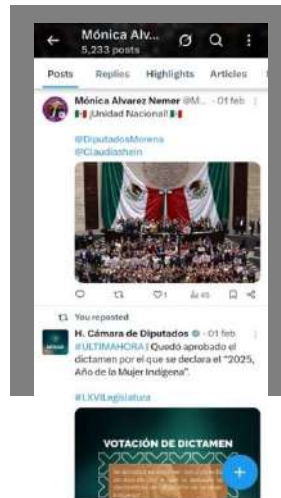 Mónica Alv...
5,233 posts
Posts Replies Highlights Articles
Mónica Alvarez Nemer @M... · 01 feb
🇲🇽 ¡Unidad Nacional! 🇲🇽
@DiputadosMorena
@Claudiashein
1 45
You reposted
H. Cámara de Diputados · 01 feb
#ULTIMAHORA | Quedó aprobado el
dictamen por el que se declara el "2025,
Año de la Mujer Indígena".
#LXVILegislatura
VOTACIÓN DE DICTAMEN